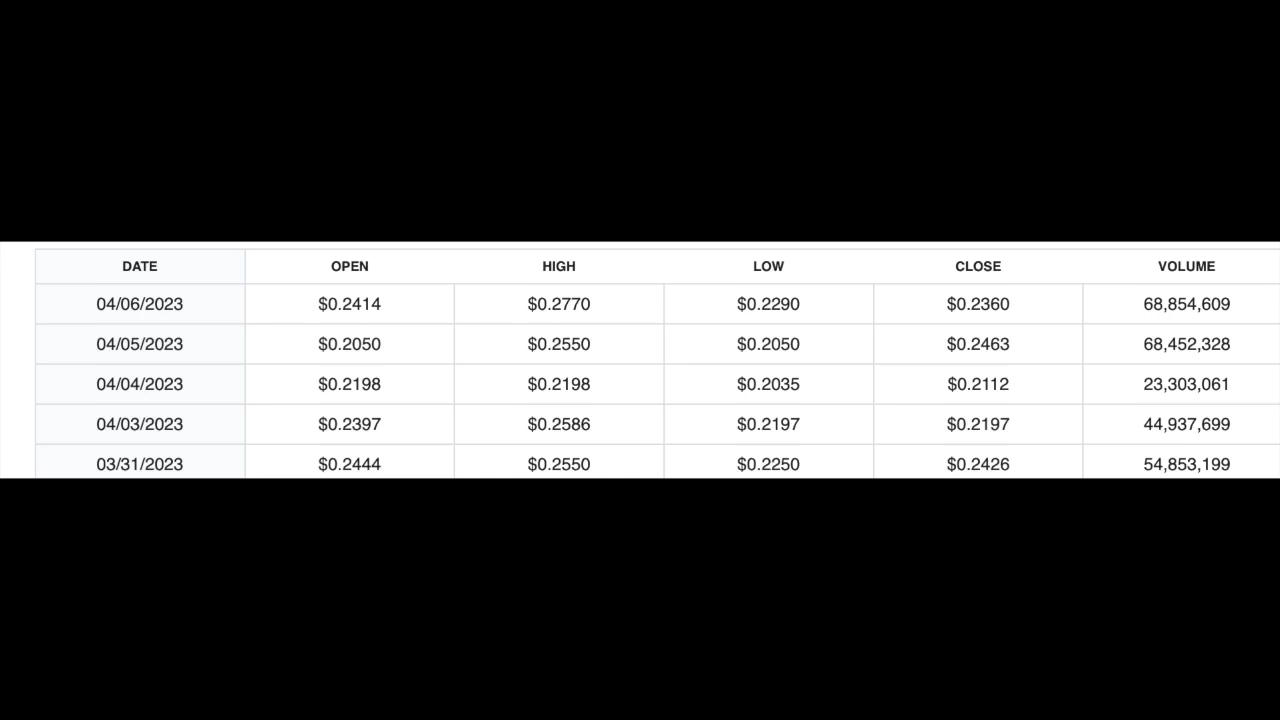 DATE OPEN HIGH LOW CLOSE VOLUME
04/06/2023 $0.2414 $0.2770 $0.2290 $0.2360 68,854,609
04/05/2023 $0.2050 $0.2550 $0.2050 $0.2463 68,452,328
04/04/2023 $0.2198 $0.2198 $0.2035 $0.2112 23,303,061
04/03/2023 $0.2397 $0.2586 $0.2197 $0.2197 44,937,699
03/31/2023 $0.2444 $0.2550 $0.2250 $0.2426 54,853,199